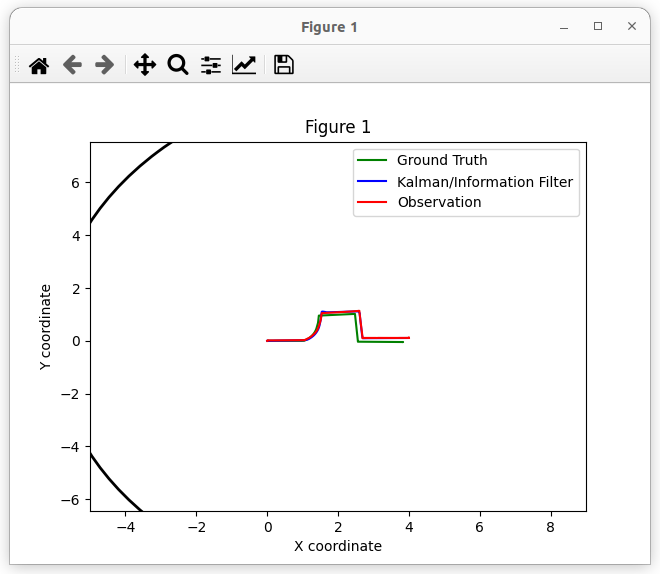 Figure 1
Figure 1
Ground Truth
Kalman/Information Filter
Observation
Y coordinate
6
4
2
0
−2
−4
−6
−4 −2 0 2 4 6 8
X coordinate